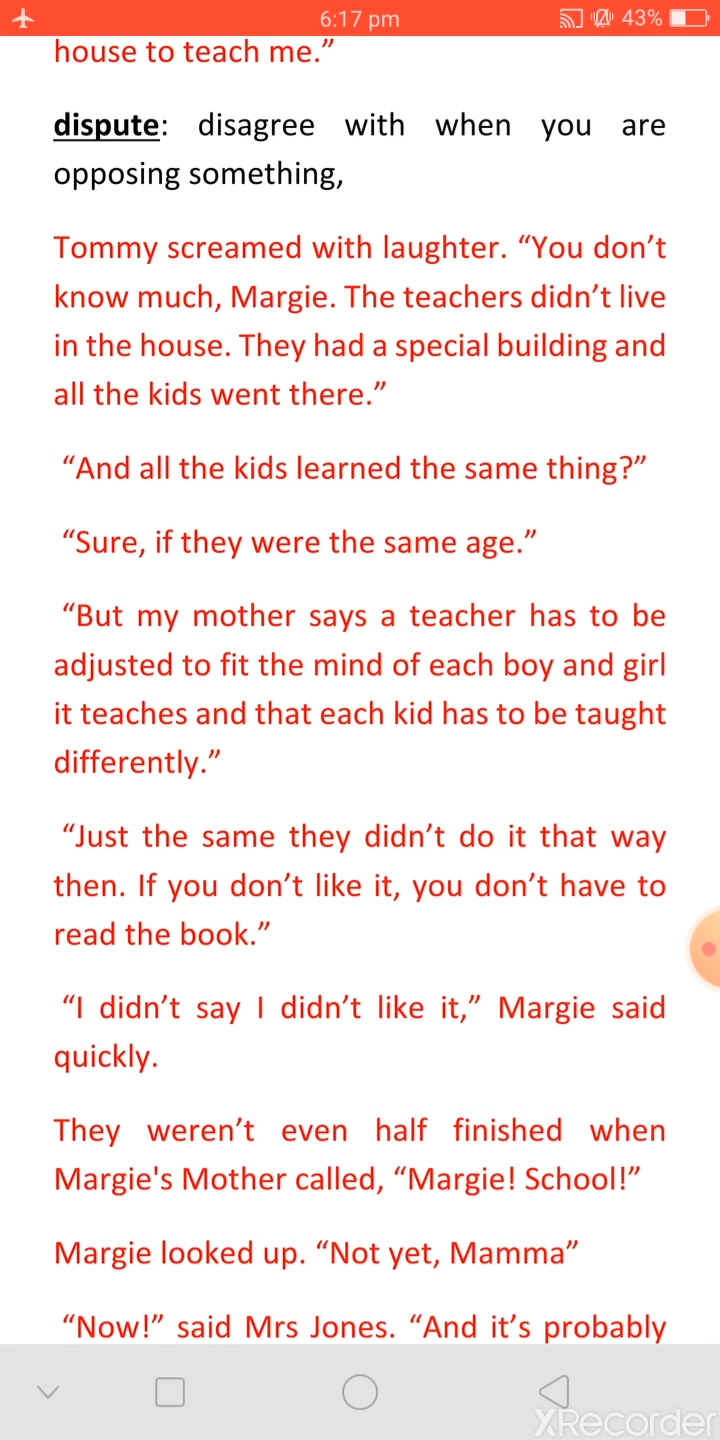 6:17 pm
43%
house to teach me.”
dispute: disagree with when you are
opposing something,
Tommy screamed with laughter. “You don’t
know much, Margie. The teachers didn’t live
in the house. They had a special building and
all the kids went there.”
“And all the kids learned the same thing?”
“Sure, if they were the same age.”
“But my mother says a teacher has to be
adjusted to fit the mind of each boy and girl
it teaches and that each kid has to be taught
differently.”
“Just the same they didn’t do it that way
then. If you don’t like it, you don’t have to
read the book.”
“I didn’t say I didn’t like it,” Margie said
quickly.
They weren’t even half finished when
Margie's Mother called, “Margie! School!”
Margie looked up. “Not yet, Mamma”
“Now!” said Mrs Jones. “And it’s probably
XRecorder